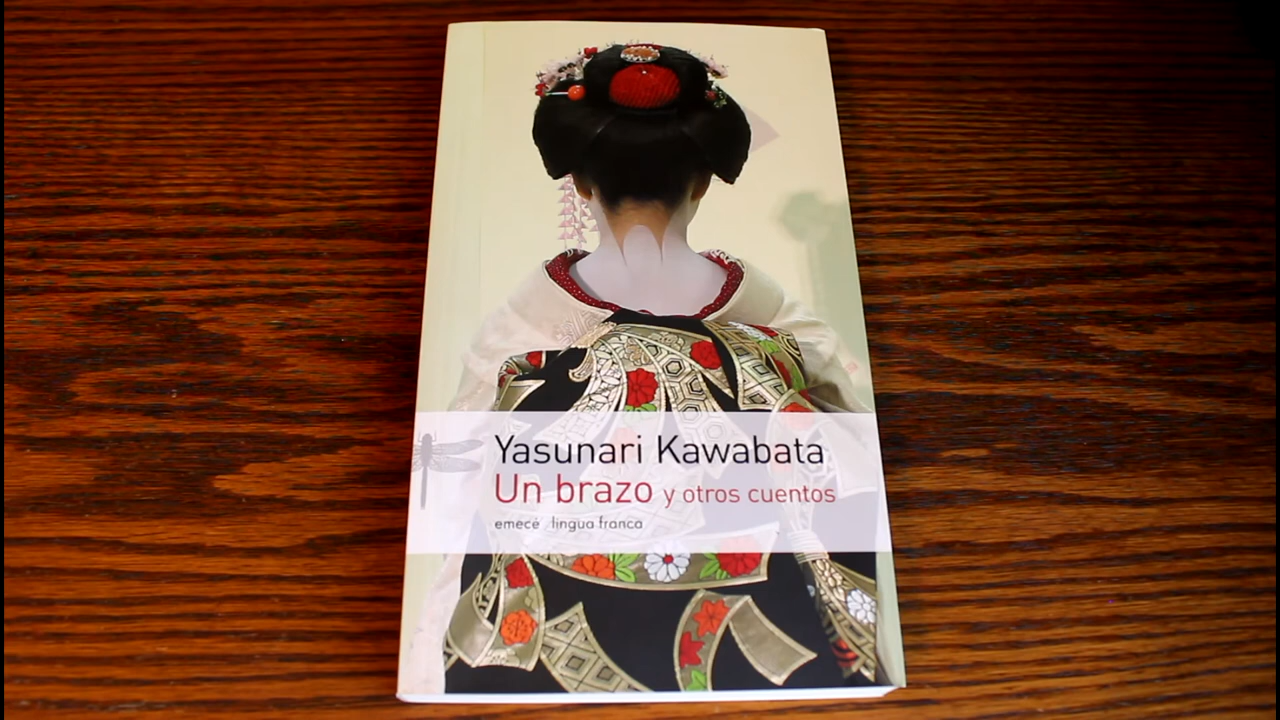 Yasunari Kawabata
Un brazo y otros cuentos
emecé lingua franca